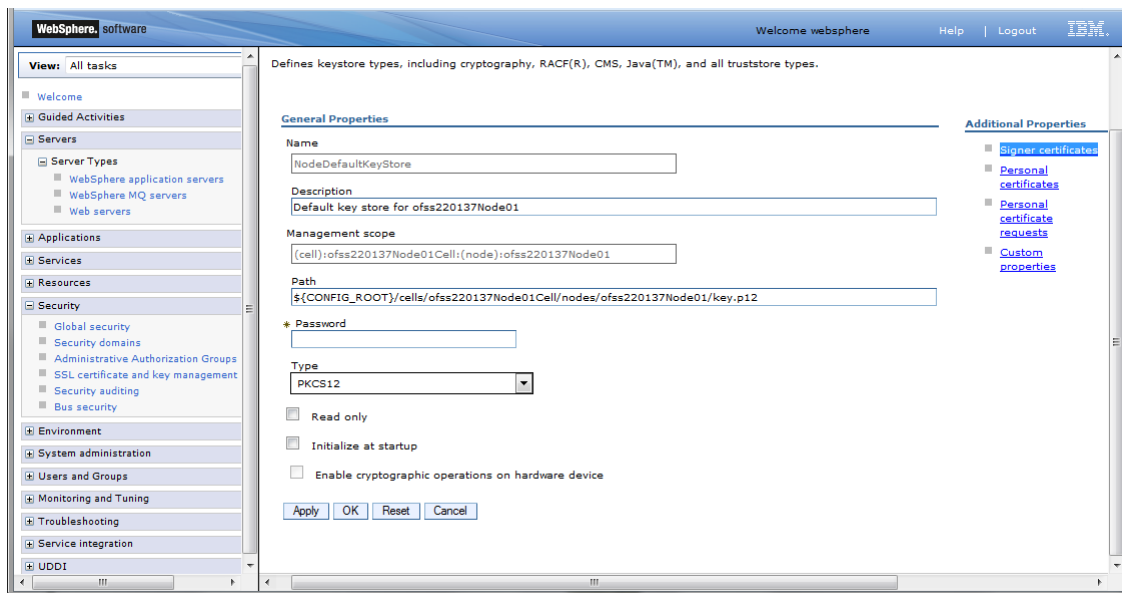 WebSphere. software
Welcome websphere
Help | Logout
IBM.
View: All tasks
Welcome
Guided Activities
Servers
Server Types
WebSphere application servers
WebSphere MQ servers
Web servers
Applications
Services
Resources
Security
Global security
Security domains
Administrative Authorization Groups
SSL certificate and key management
Security auditing
Bus security
Environment
System administration
Users and Groups
Monitoring and Tuning
Troubleshooting
Service integration
UDDI
Defines keystore types, including cryptography, RACF(R), CMS, Java(TM), and all truststore types.
General Properties
Name
NodeDefaultKeyStore
Description
Default key store for ofss220137Node01
Management scope
(cell):ofss220137Node01Cell:(node):ofss220137Node01
Path
${CONFIG_ROOT}/cells/ofss220137Node01Cell/nodes/ofss220137Node01/key.p12
* Password
Type
PKCS12
Read only
Initialize at startup
Enable cryptographic operations on hardware device
Apply OK Reset Cancel
Additional Properties
Signer certificates
Personal
certificates
Personal
certificate
requests
Custom
properties